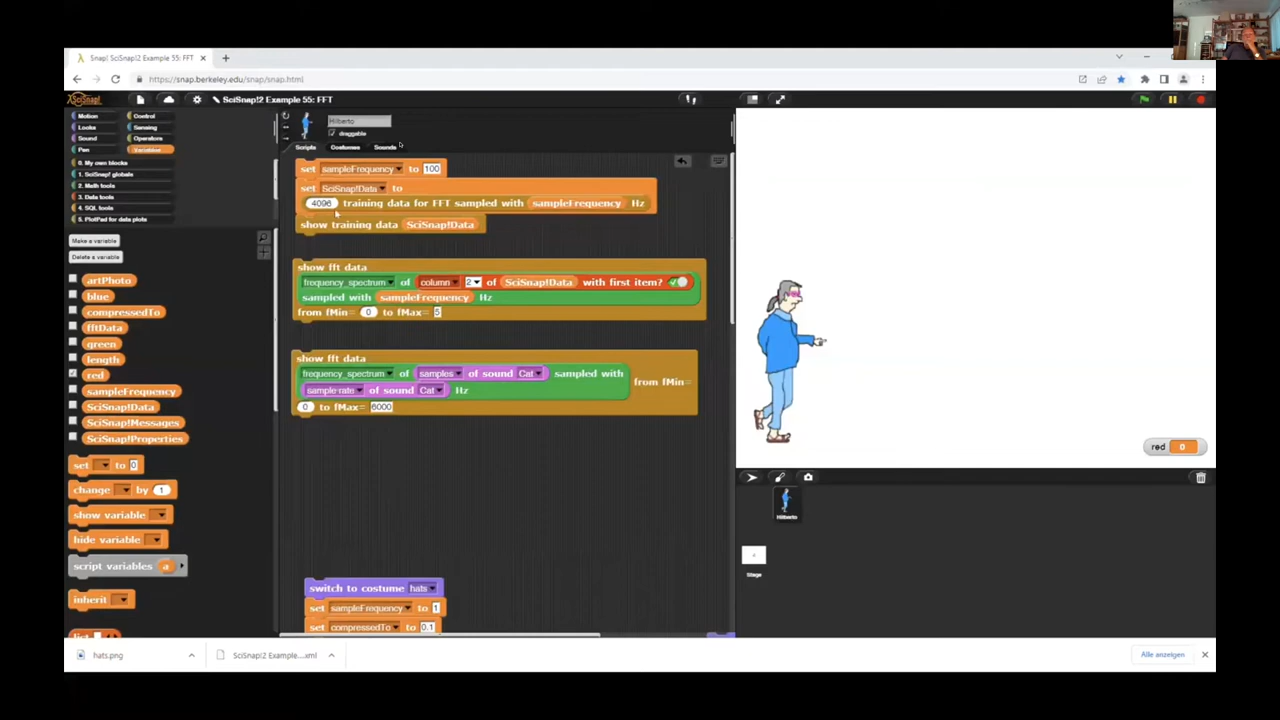 Snap! SciSnap!2 Example 55: FFT
https://snap.berkeley.edu/snap/snap.html
SciSnap!
SciSnap!2 Example 55: FFT
Motion
Control
Looks
Sensing
Sound
Operators
Pen
Variables
0. My own blocks
1. SciSnap! globals
2. Math tools
3. Data tools
4. SQL tools
5. PlotPad for data plots
Make a variable
Delete a variable
artPhoto
blue
compressedTo
fftData
green
length
red
sampleFrequency
SciSnap!Data
SciSnap!Messages
SciSnap!Properties
set to 0
change by 1
show variable
hide variable
script variables a
inherit
list
Hilberto
draggable
Scripts
Costumes
Sounds
set sampleFrequency to 100
set SciSnap!Data to
4096 training data for FFT sampled with sampleFrequency Hz
show training data SciSnap!Data
show fft data
frequency_spectrum of column 2 of SciSnap!Data with first item?
sampled with sampleFrequency Hz
from fMin= 0 to fMax= 5
show fft data
frequency_spectrum of samples of sound Cat sampled with
sample rate of sound Cat Hz
from fMin=
0 to fMax= 6000
switch to costume hats
set sampleFrequency to 1
set compressedTo to 0.1
red 0
Hilberto
Stage
hats.png
SciSnap!2 Example....xml
Alle anzeigen